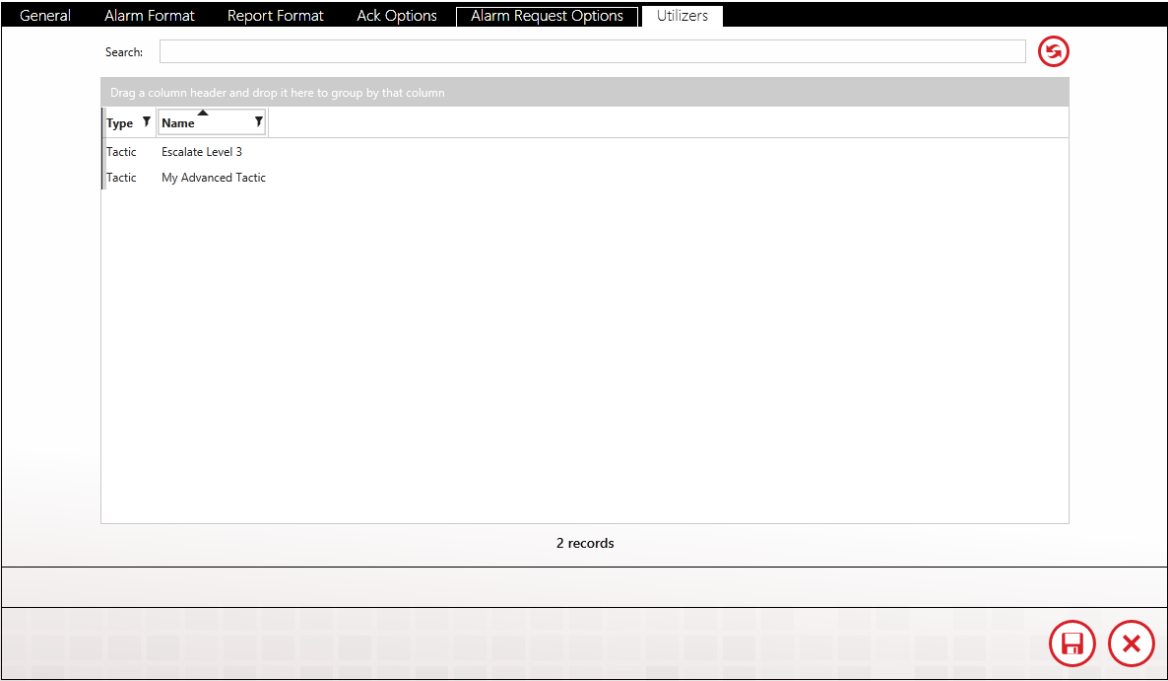 General Alarm Format Report Format Ack Options Alarm Request Options Utilizers
Search:
Drag a column header and drop it here to group by that column
Type Name
Tactic Escalate Level 3
Tactic My Advanced Tactic
2 records